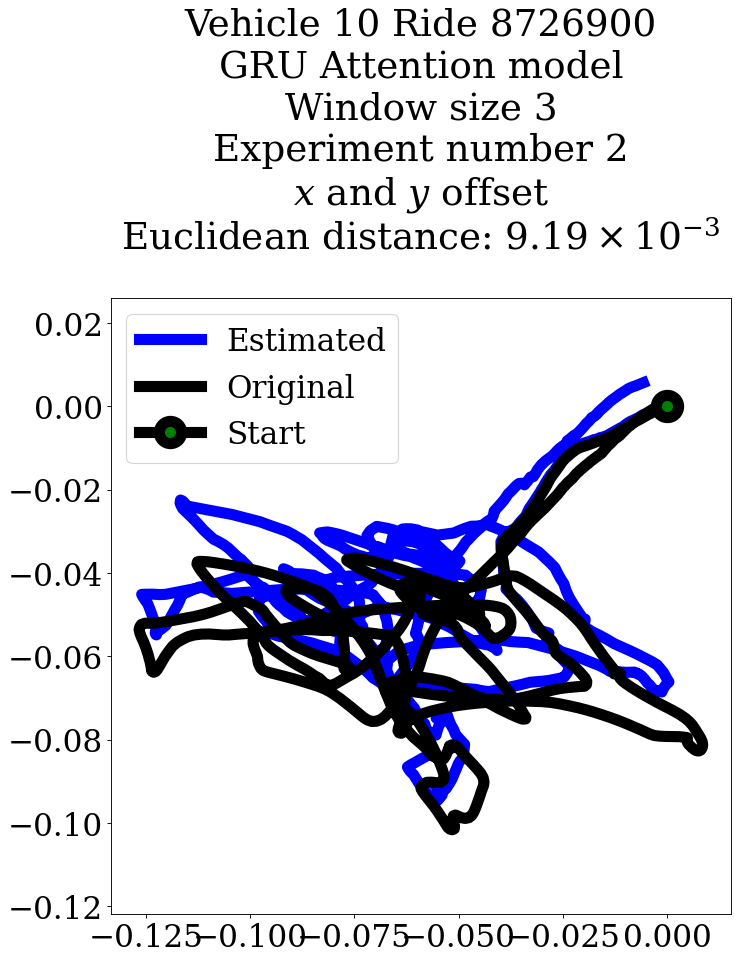 Vehicle 10 Ride 8726900
GRU Attention model
Window size 3
Experiment number 2
x and y offset
Euclidean distance: 9.19 × 10⁻³
Estimated
Original
Start
0.02
0.00
−0.02
−0.04
−0.06
−0.08
−0.10
−0.12
−0.125 −0.100 −0.075 −0.050 −0.025 0.000